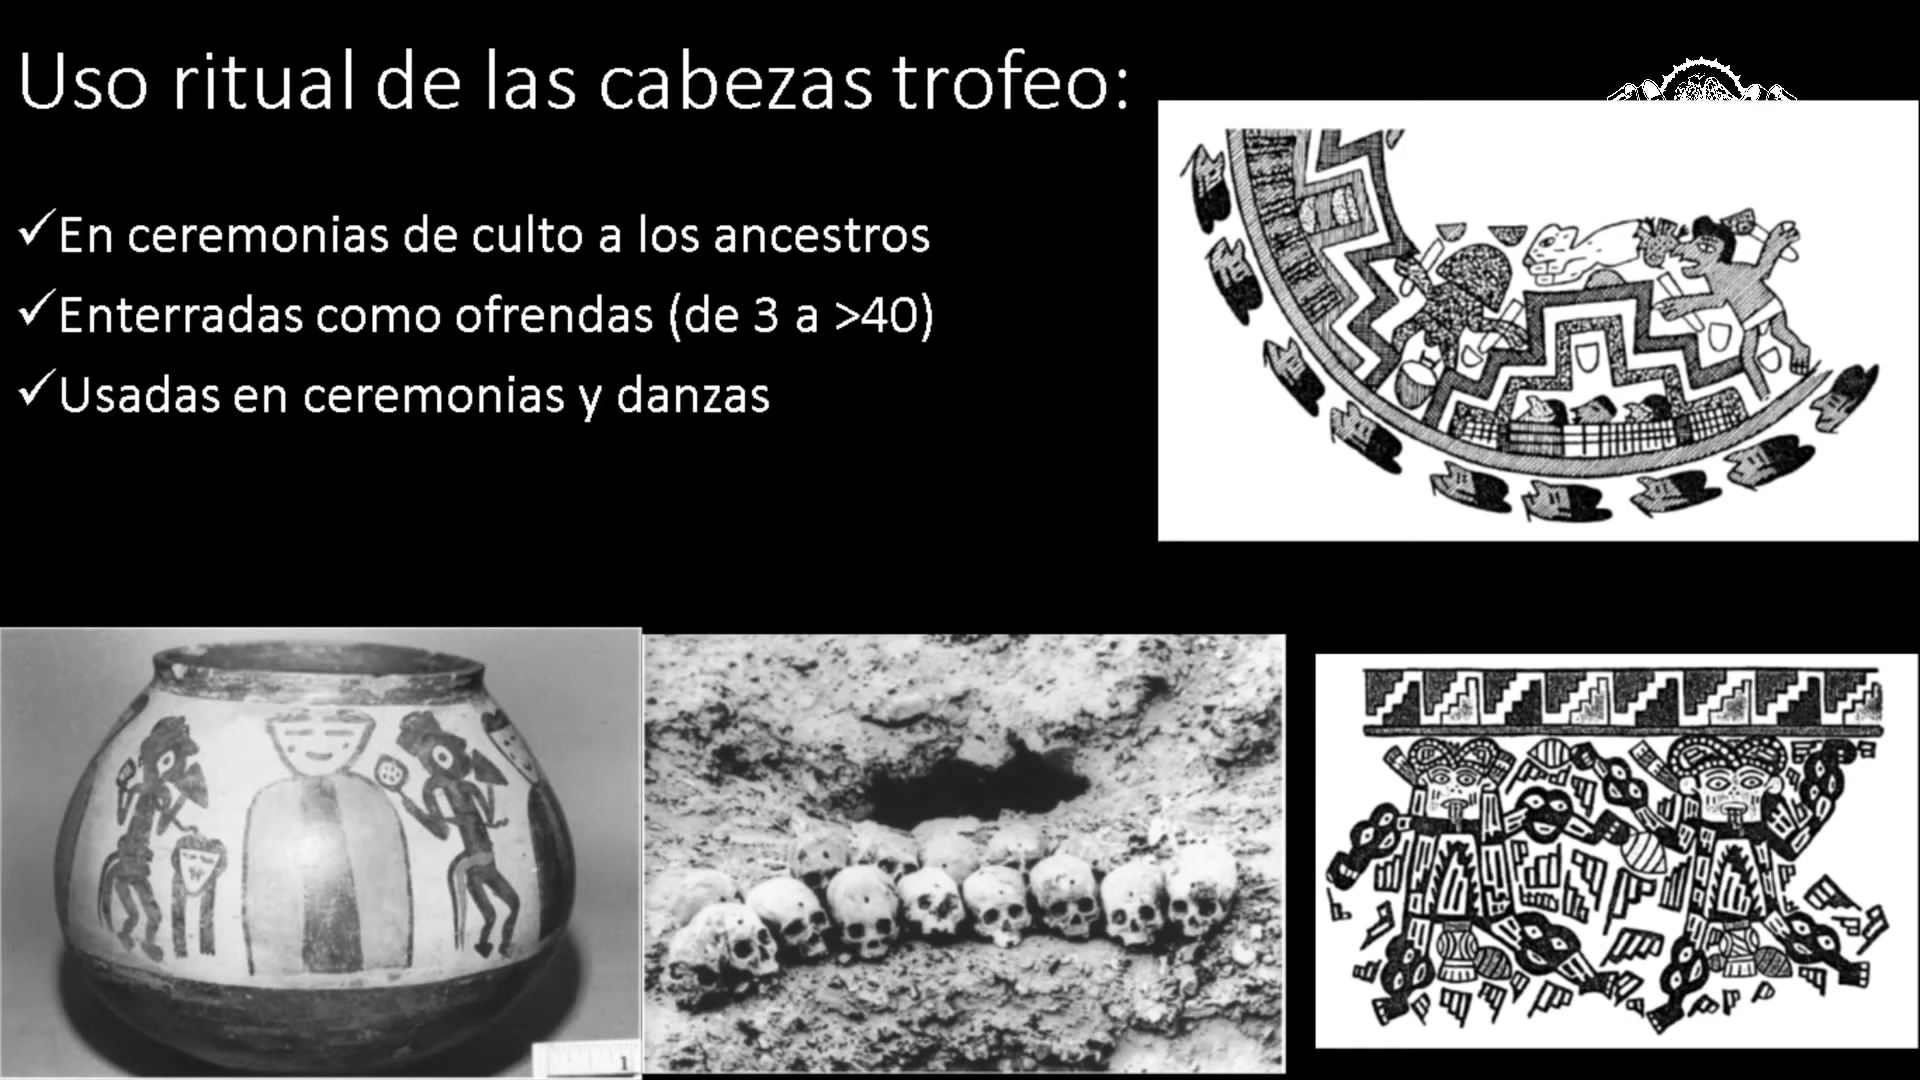 Uso ritual de las cabezas trofeo:
✓En ceremonias de culto a los ancestros
✓Enterradas como ofrendas (de 3 a >40)
✓Usadas en ceremonias y danzas
1